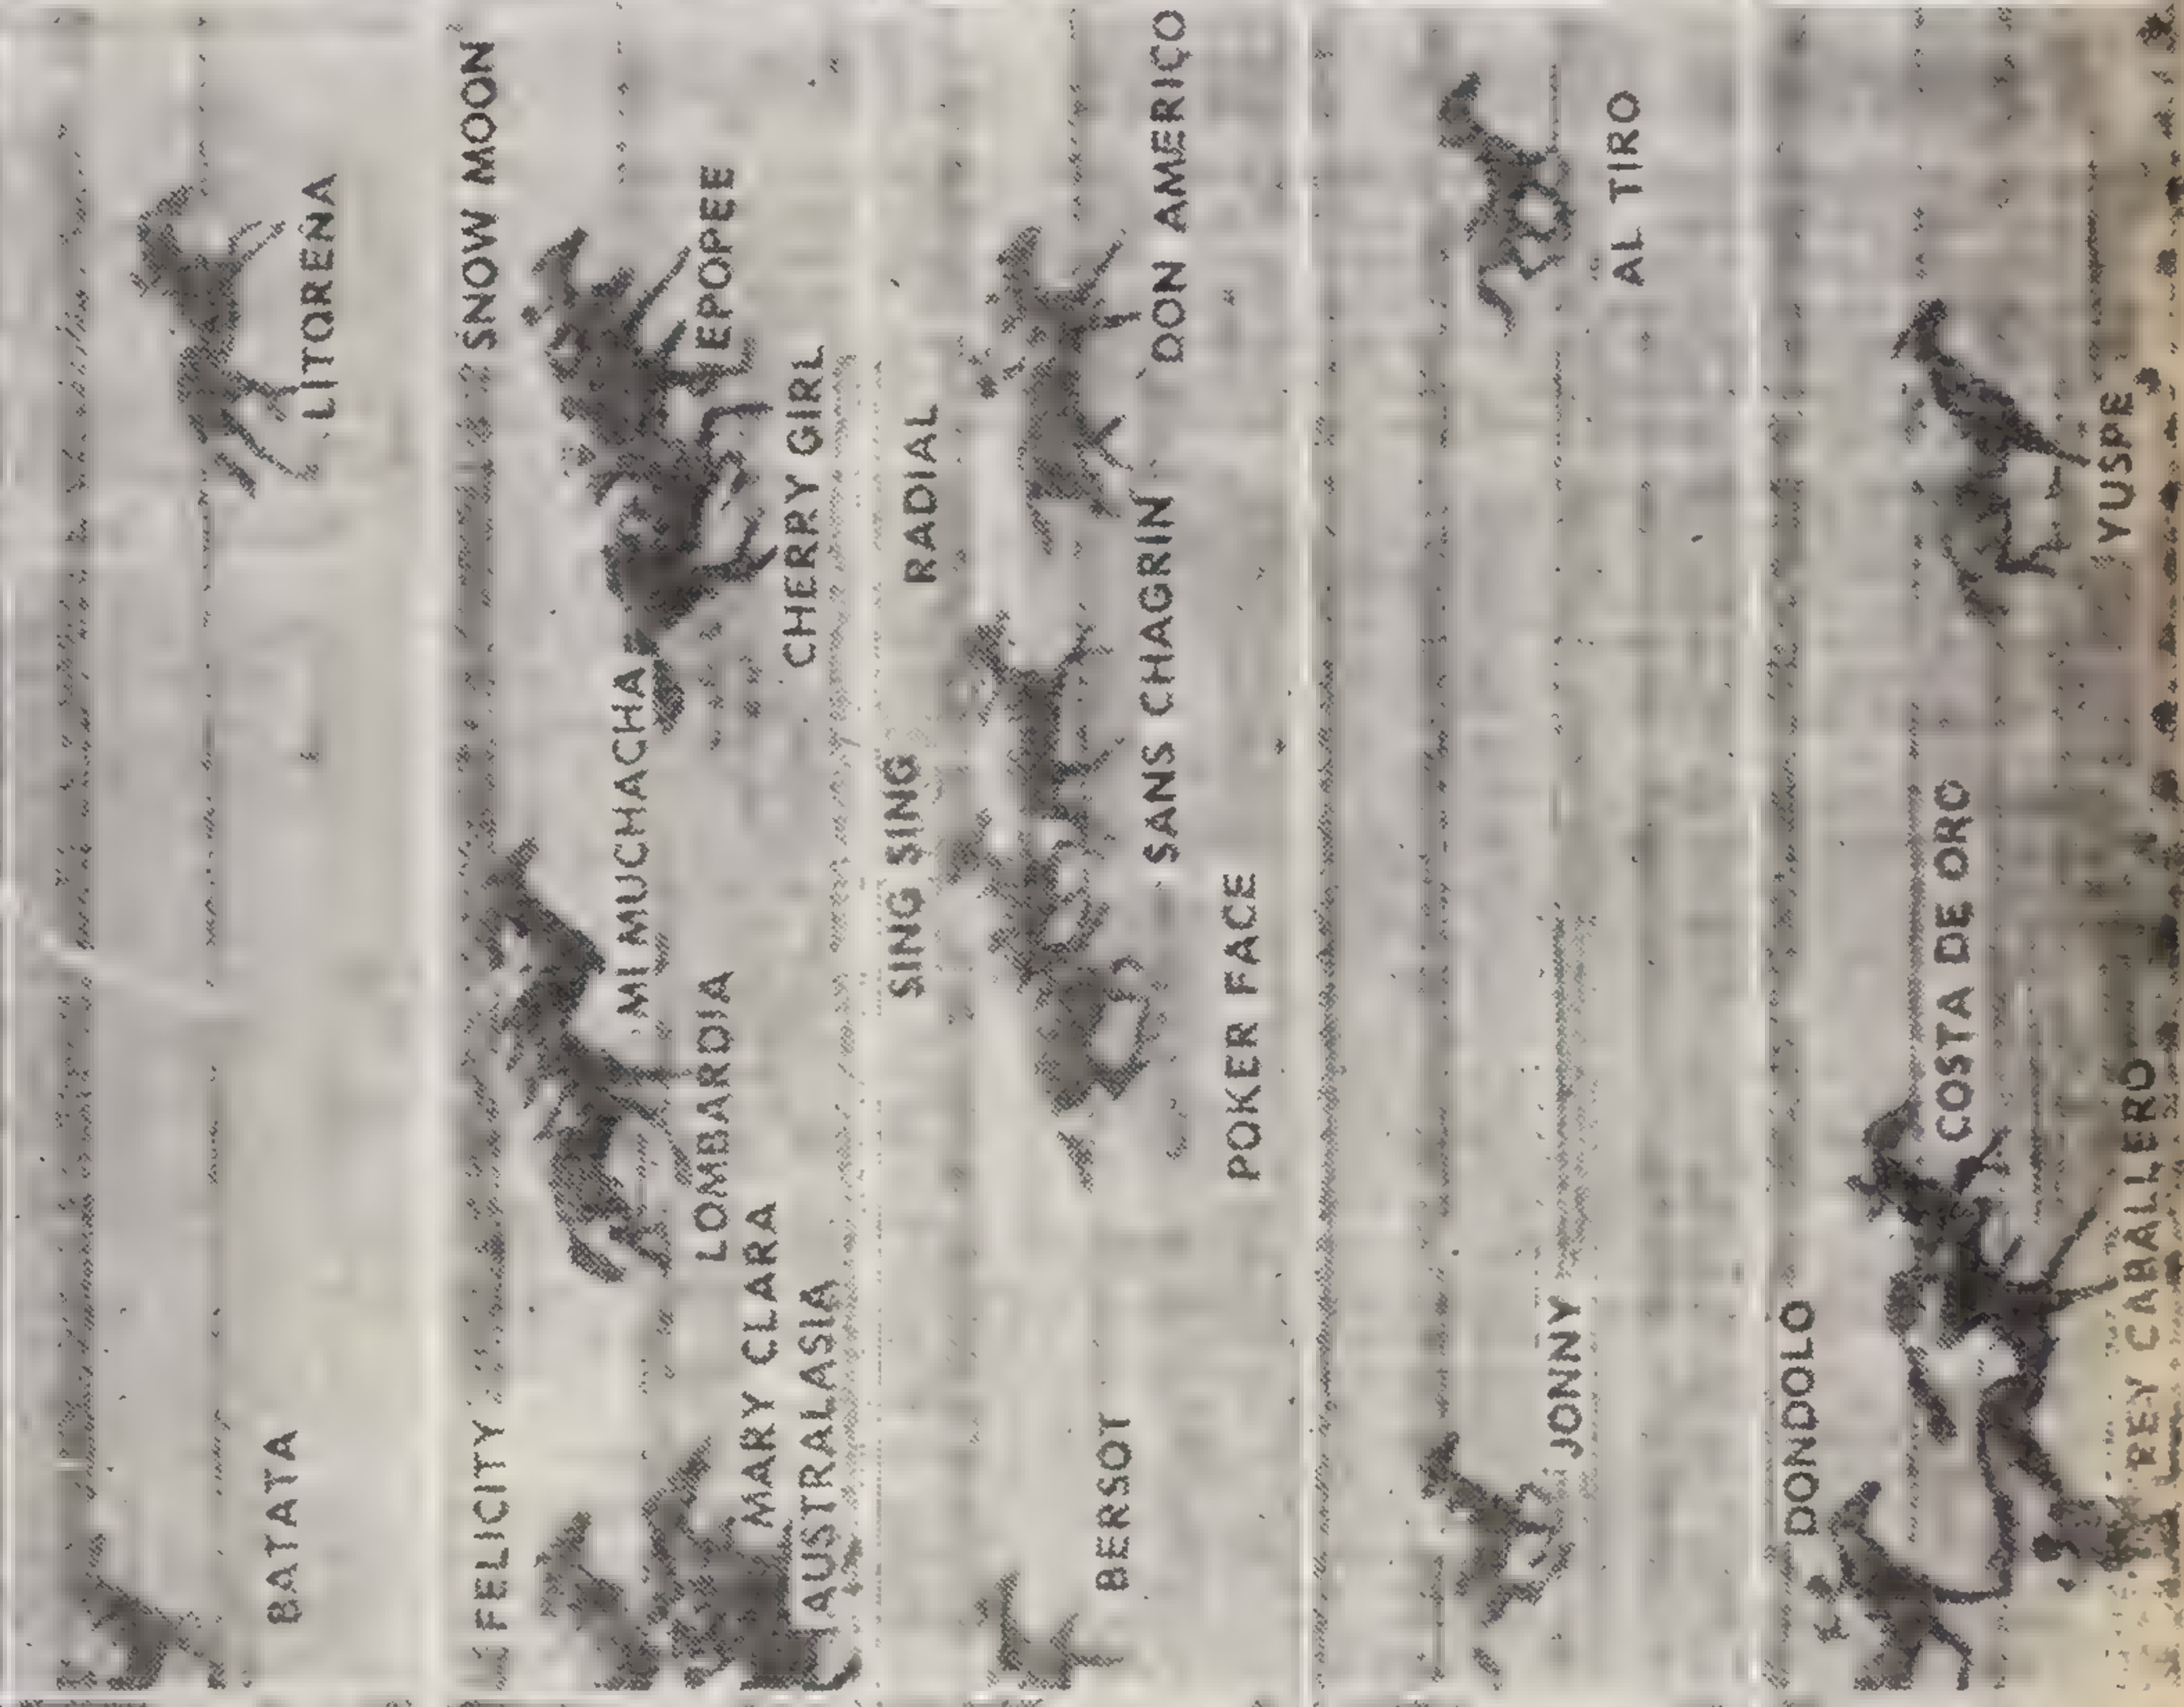 LITORENA
BATATA
SNOW MOON
EPOPEE
CHERRY GIRL
MI MUCHACHA
LOMBARDIA
FELICITY
MARY CLARA
AUSTRALASIA
DON AMERICO
RADIAL
SANS CHAGRIN
SING SING
POKER FACE
BERSOT
AL TIRO
JONNY
YUSPE
COSTA DE ORO
REY CABALLERO
DONDOLO